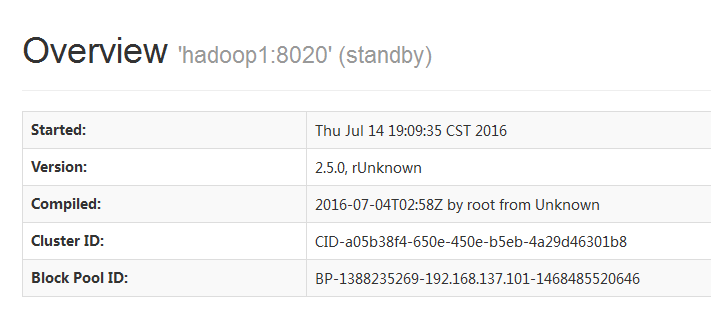 Overview 'hadoop1:8020' (standby)
Started: Thu Jul 14 19:09:35 CST 2016
Version: 2.5.0, rUnknown
Compiled: 2016-07-04T02:58Z by root from Unknown
Cluster ID: CID-a05b38f4-650e-450e-b5eb-4a29d46301b8
Block Pool ID: BP-1388235269-192.168.137.101-1468485520646